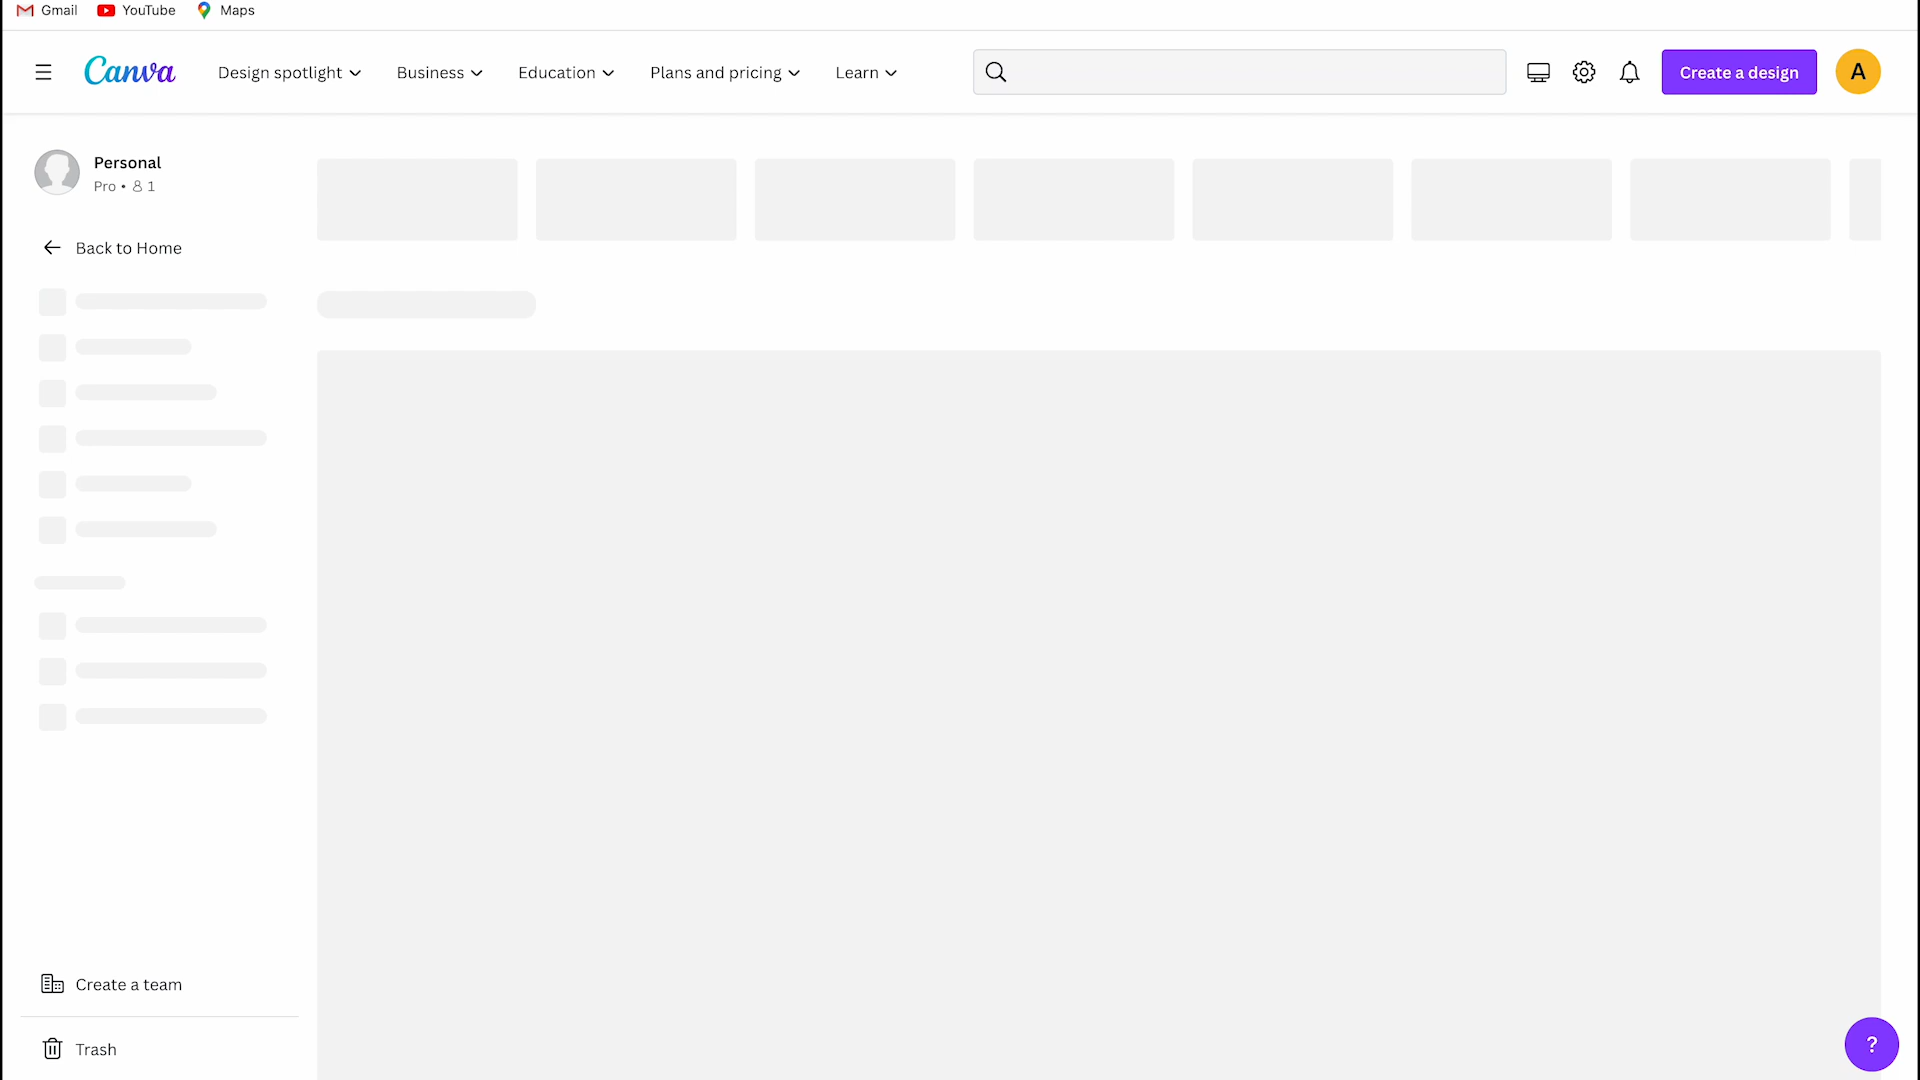 Gmail YouTube Maps
Canva Design spotlight Business Education Plans and pricing Learn Create a design A
Personal
Pro • 1
Back to Home
Create a team
Trash
?